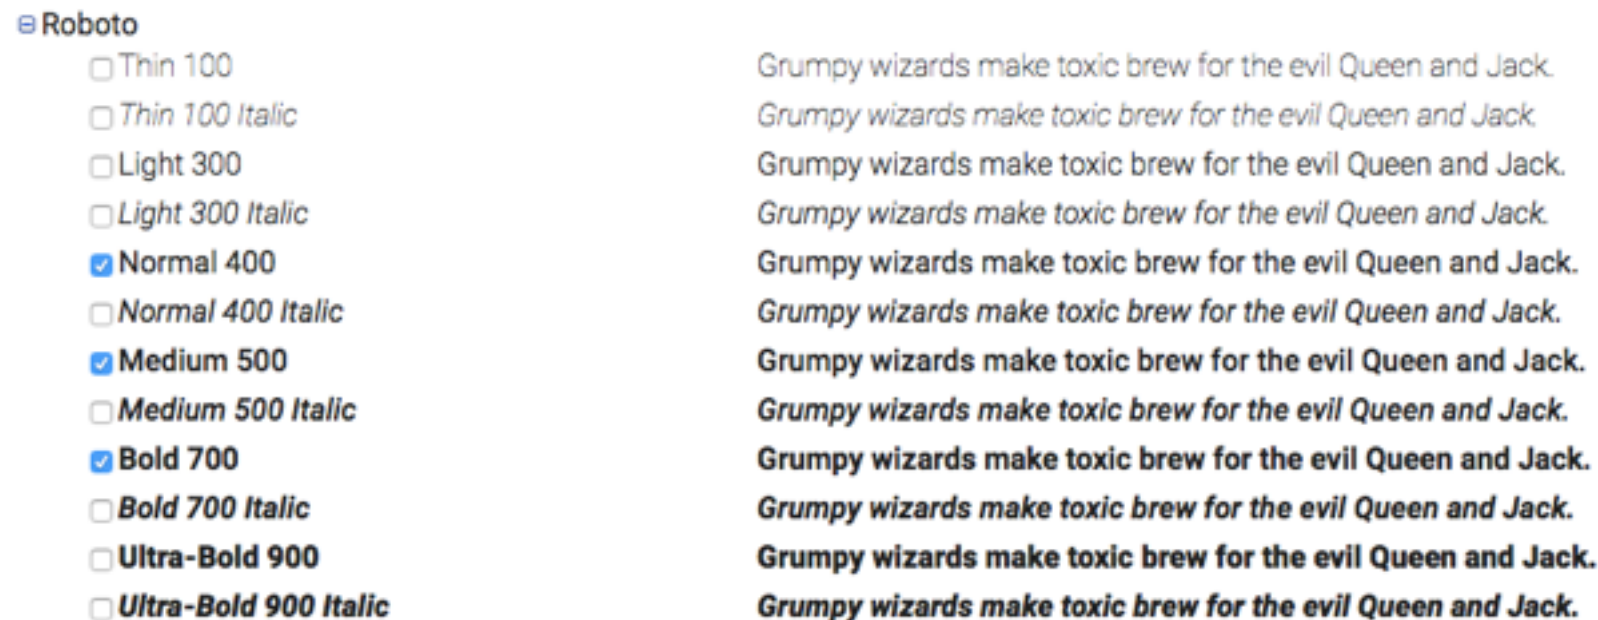 Roboto
Thin 100 Grumpy wizards make toxic brew for the evil Queen and Jack.
Thin 100 Italic Grumpy wizards make toxic brew for the evil Queen and Jack.
Light 300 Grumpy wizards make toxic brew for the evil Queen and Jack.
Light 300 Italic Grumpy wizards make toxic brew for the evil Queen and Jack.
Normal 400 Grumpy wizards make toxic brew for the evil Queen and Jack.
Normal 400 Italic Grumpy wizards make toxic brew for the evil Queen and Jack.
Medium 500 Grumpy wizards make toxic brew for the evil Queen and Jack.
Medium 500 Italic Grumpy wizards make toxic brew for the evil Queen and Jack.
Bold 700 Grumpy wizards make toxic brew for the evil Queen and Jack.
Bold 700 Italic Grumpy wizards make toxic brew for the evil Queen and Jack.
Ultra-Bold 900 Grumpy wizards make toxic brew for the evil Queen and Jack.
Ultra-Bold 900 Italic Grumpy wizards make toxic brew for the evil Queen and Jack.